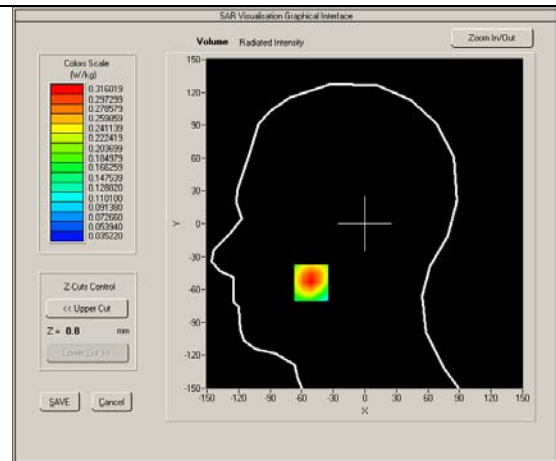 SAR Visualisation Graphical Interface
Volume Radiated Intensity
Zoom In/Out
Colors Scale
(W/kg)
0.316019
0.297299
0.278579
0.259859
0.241139
0.222419
0.203699
0.184979
0.166259
0.147539
0.128820
0.110100
0.091380
0.072660
0.053940
0.035220
Z-Cuts Control
<< Upper Cut
Z = 0.0 mm
Lower Cut >>
SAVE Cancel
150
120
90
60
30
Y 0
-30
-60
-90
-120
-150
-150 -120 -90 -60 -30 0 30 60 90 120 150
X